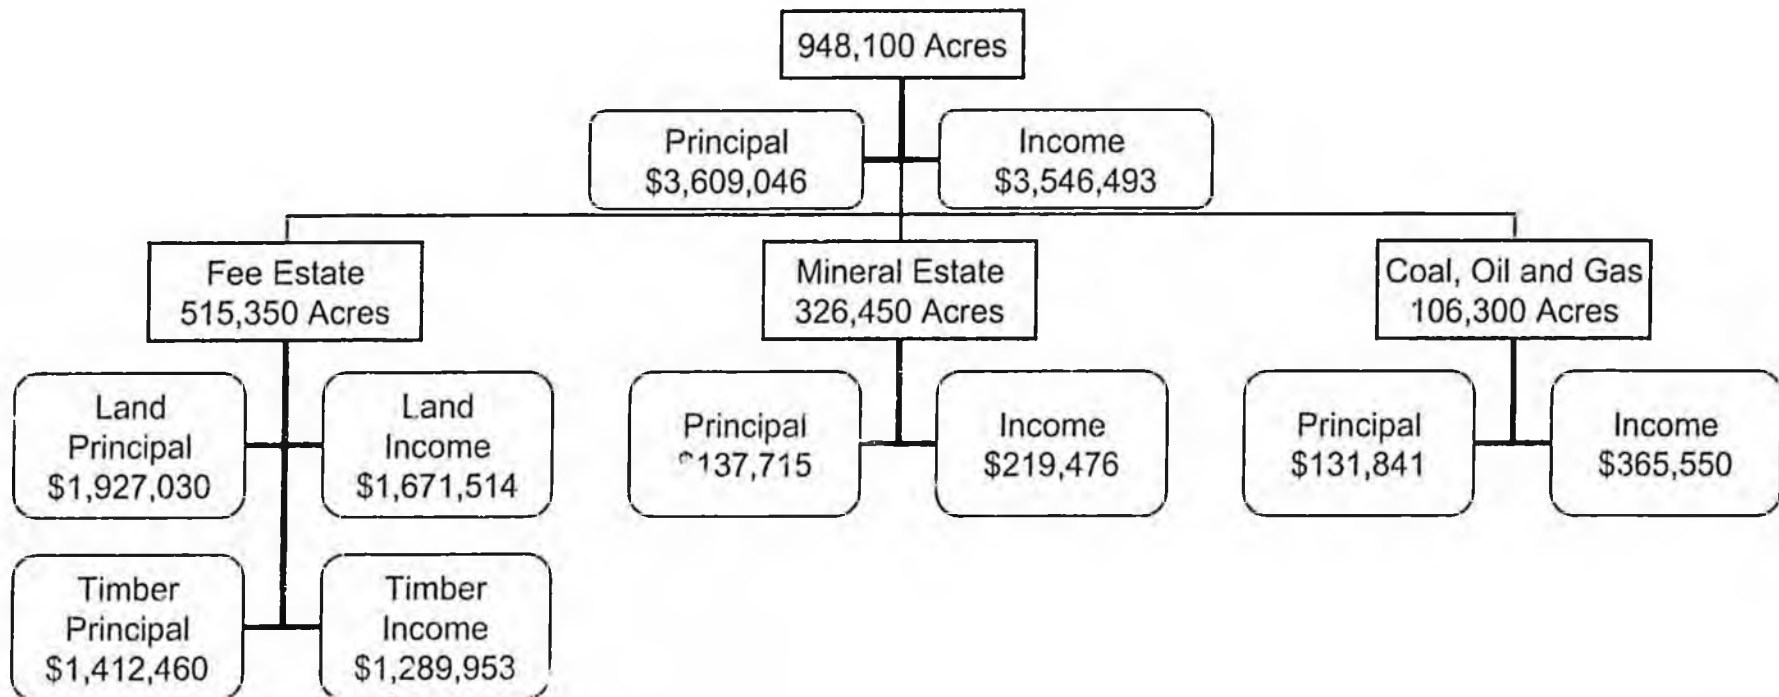 948,100 Acres
Principal
$3,609,046
Income
$3,546,493
Fee Estate
515,350 Acres
Mineral Estate
326,450 Acres
Coal, Oil and Gas
106,300 Acres
Land
Principal
$1,927,030
Land
Income
$1,671,514
Principal
137,715
Income
$219,476
Principal
$131,841
Income
$365,550
Timber
Principal
$1,412,460
Timber
Income
$1,289,953